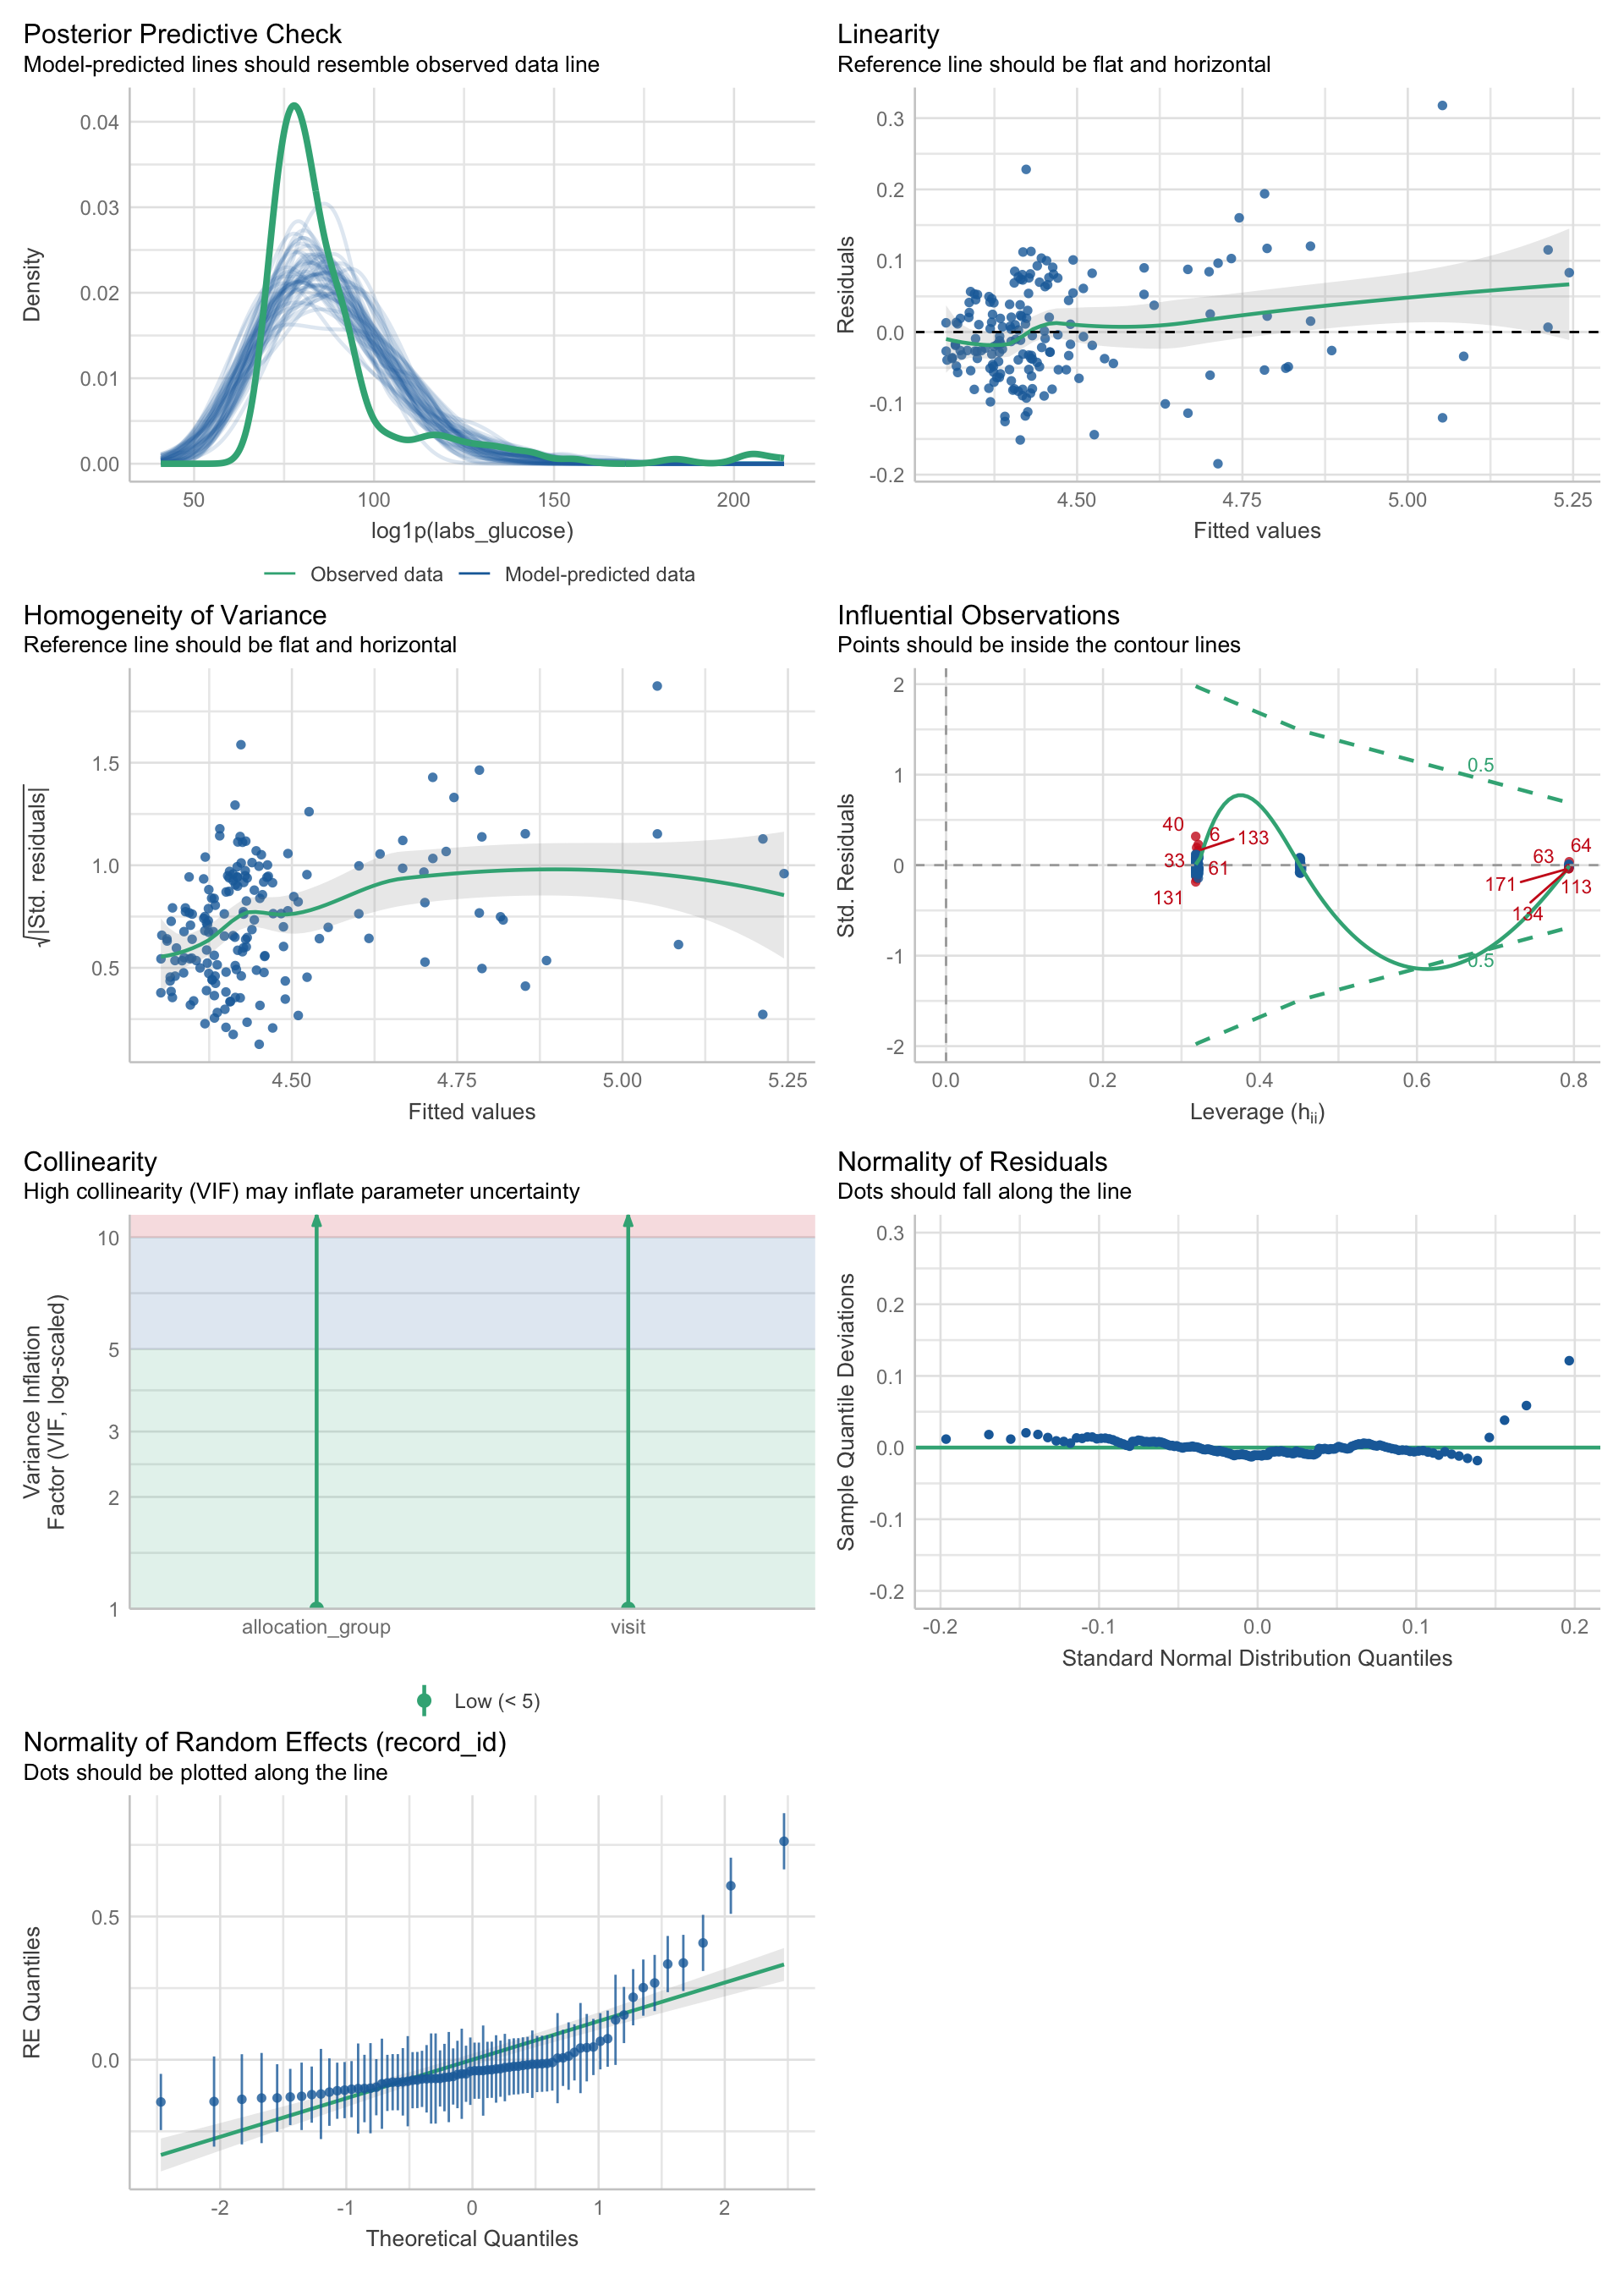 Posterior Predictive Check
Model-predicted lines should resemble observed data line
0.04
0.03
0.02
0.01
0.00
Density
50 100 150 200
log1p(labs_glucose)
Observed data Model-predicted data
Linearity
Reference line should be flat and horizontal
0.3
0.2
0.1
0.0
-0.1
-0.2
Residuals
4.50 4.75 5.00 5.25
Fitted values
Homogeneity of Variance
Reference line should be flat and horizontal
1.5
1.0
0.5
√|Std. residuals|
4.50 4.75 5.00 5.25
Fitted values
Influential Observations
Points should be inside the contour lines
2
1
0
-1
-2
Std. Residuals
0.5
40
6
133
33
61
131
64
63
171
113
134
0.5
0.0 0.2 0.4 0.6 0.8
Leverage (hii)
Collinearity
High collinearity (VIF) may inflate parameter uncertainty
10
5
3
2
1
Variance Inflation
Factor (VIF, log-scaled)
allocation_group visit
Low (< 5)
Normality of Residuals
Dots should fall along the line
0.3
0.2
0.1
0.0
-0.1
-0.2
Sample Quantile Deviations
-0.2 -0.1 0.0 0.1 0.2
Standard Normal Distribution Quantiles
Normality of Random Effects (record_id)
Dots should be plotted along the line
0.5
0.0
RE Quantiles
-2 -1 0 1 2
Theoretical Quantiles